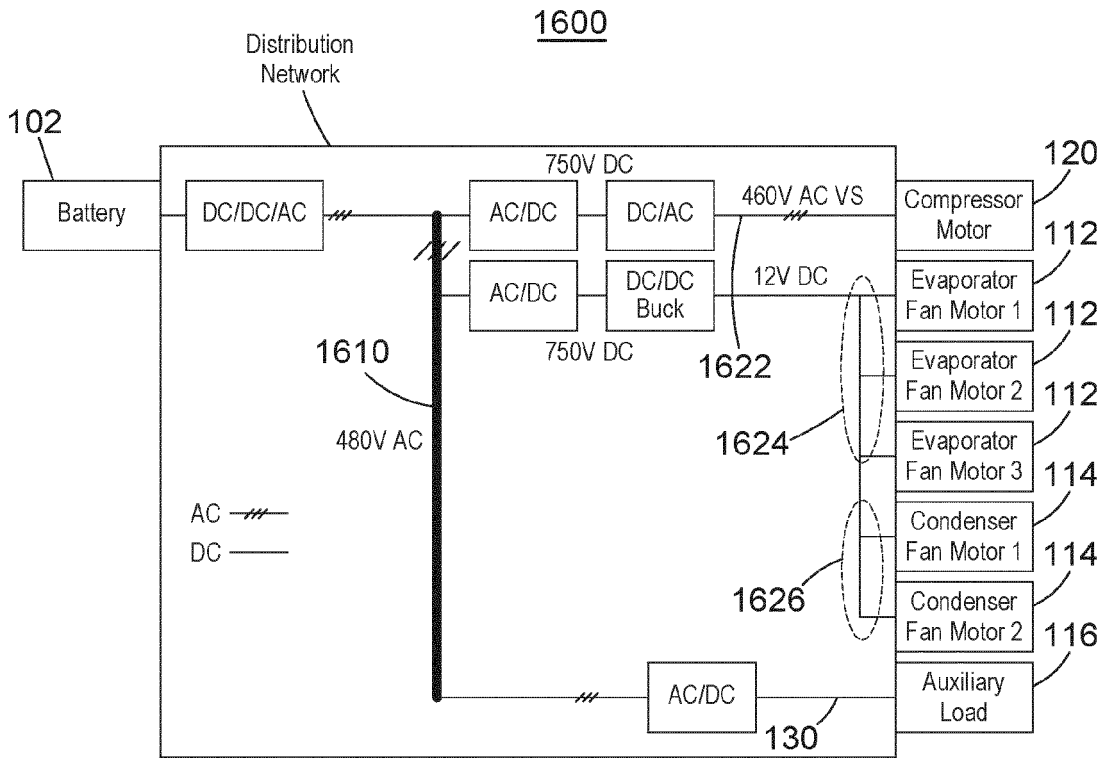 1600
Distribution
Network
102
Battery
DC/DC/AC
750V DC
AC/DC
DC/AC
460V AC VS
Compressor
Motor
120
112
AC/DC
DC/DC
Buck
12V DC
750V DC
Evaporator
Fan Motor 1
112
1610
1622
Evaporator
Fan Motor 2
112
480V AC
1624
Evaporator
Fan Motor 3
114
AC
DC
Condenser
Fan Motor 1
114
1626
Condenser
Fan Motor 2
116
AC/DC
130
Auxiliary
Load